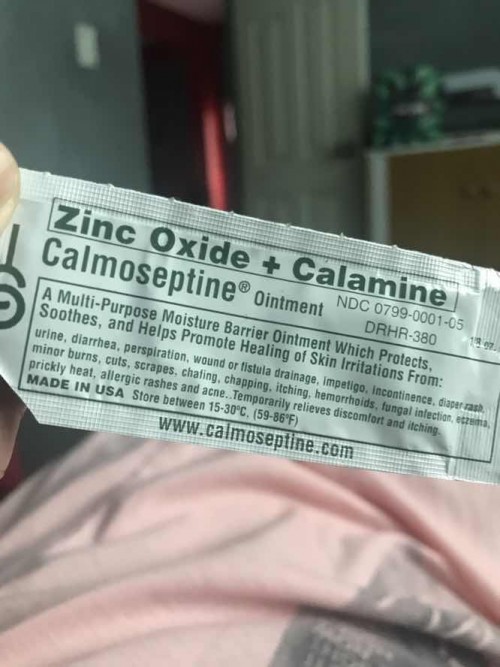 Zinc Oxide + Calamine
Calmoseptine® Ointment
NDC 0799-0001-05
DRHR-380
A Multi-Purpose Moisture Barrier Ointment Which Protects,
Soothes, and Helps Promote Healing of Skin Irritations From:
urine, diarrhea, perspiration, wound or fistula drainage, impetigo, incontinence, diaper rash,
minor burns, cuts, scrapes, chafing, chapping, itching, hemorrhoids, fungal infection, eczema,
prickly heat, allergic rashes and acne. Temporarily relieves discomfort and itching.
MADE IN USA Store between 15-30°C, (59-86°F)
www.calmoseptine.com